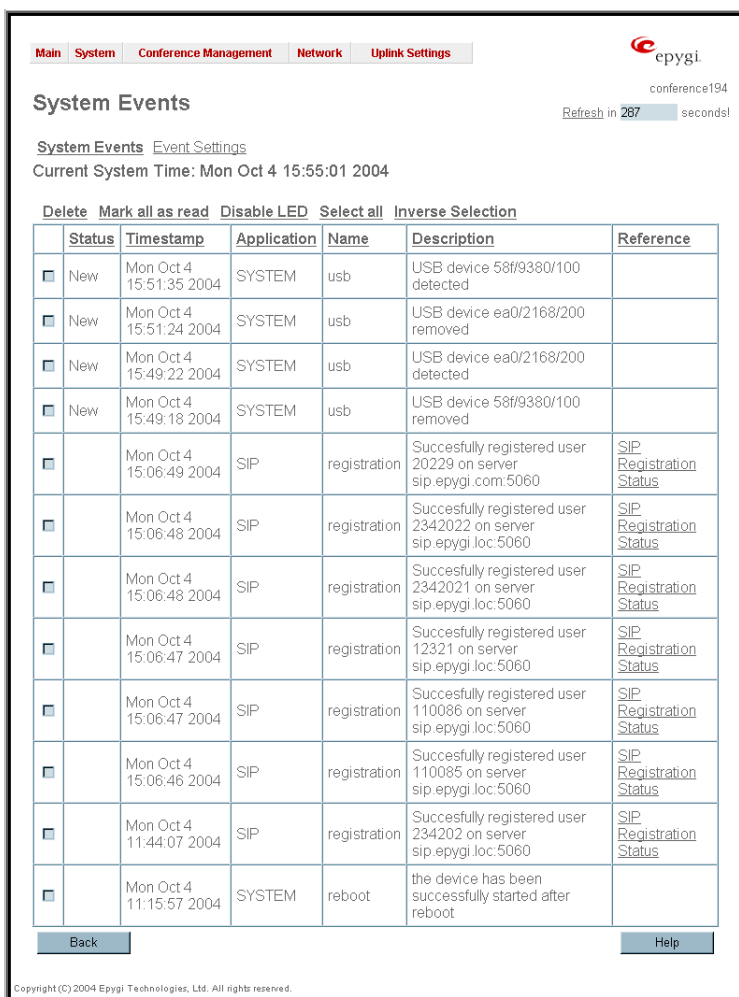 Main System Conference Management Network Uplink Settings
epygi
conference194
System Events
Refresh in 287 seconds!
System Events Event Settings
Current System Time: Mon Oct 4 15:55:01 2004
Delete Mark all as read Disable LED Select all Inverse Selection
Status Timestamp Application Name Description Reference
New Mon Oct 4 15:51:35 2004 SYSTEM usb USB device 58f/9380/100 detected
New Mon Oct 4 15:51:24 2004 SYSTEM usb USB device ea0/2168/200 removed
New Mon Oct 4 15:49:22 2004 SYSTEM usb USB device ea0/2168/200 detected
New Mon Oct 4 15:49:18 2004 SYSTEM usb USB device 58f/9380/100 removed
Mon Oct 4 15:06:49 2004 SIP registration Succesfully registered user 20229 on server sip.epygi.com:5060 SIP Registration Status
Mon Oct 4 15:06:48 2004 SIP registration Succesfully registered user 2342022 on server sip.epygi.loc:5060 SIP Registration Status
Mon Oct 4 15:06:48 2004 SIP registration Succesfully registered user 2342021 on server sip.epygi.loc:5060 SIP Registration Status
Mon Oct 4 15:06:47 2004 SIP registration Succesfully registered user 12321 on server sip.epygi.loc:5060 SIP Registration Status
Mon Oct 4 15:06:47 2004 SIP registration Succesfully registered user 110086 on server sip.epygi.loc:5060 SIP Registration Status
Mon Oct 4 15:06:46 2004 SIP registration Succesfully registered user 110085 on server sip.epygi.loc:5060 SIP Registration Status
Mon Oct 4 11:44:07 2004 SIP registration Succesfully registered user 234202 on server sip.epygi.loc:5060 SIP Registration Status
Mon Oct 4 11:15:57 2004 SYSTEM reboot the device has been successfully started after reboot
Back Help
Copyright (C) 2004 Epygi Technologies, Ltd. All rights reserved.